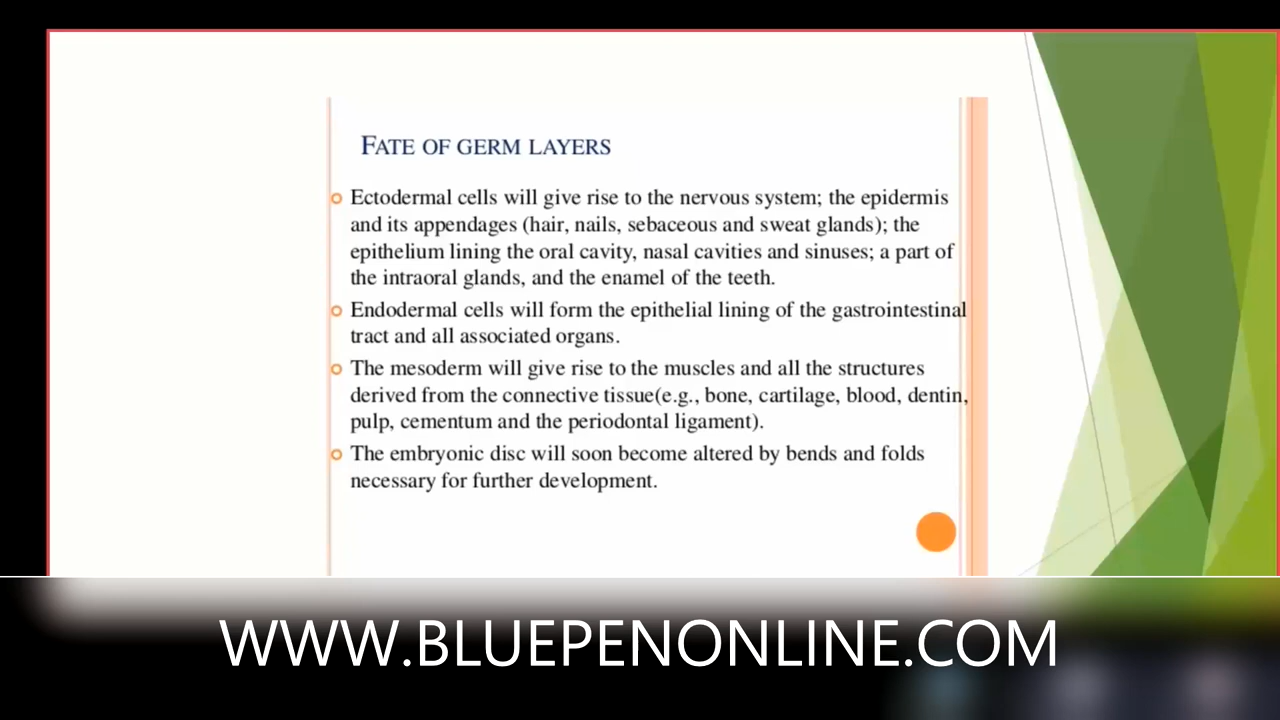 FATE OF GERM LAYERS
Ectodermal cells will give rise to the nervous system; the epidermis
and its appendages (hair, nails, sebaceous and sweat glands); the
epithelium lining the oral cavity, nasal cavities and sinuses; a part of
the intraoral glands, and the enamel of the teeth.
Endodermal cells will form the epithelial lining of the gastrointestinal
tract and all associated organs.
The mesoderm will give rise to the muscles and all the structures
derived from the connective tissue(e.g., bone, cartilage, blood, dentin,
pulp, cementum and the periodontal ligament).
The embryonic disc will soon become altered by bends and folds
necessary for further development.
WWW.BLUEPENONLINE.COM